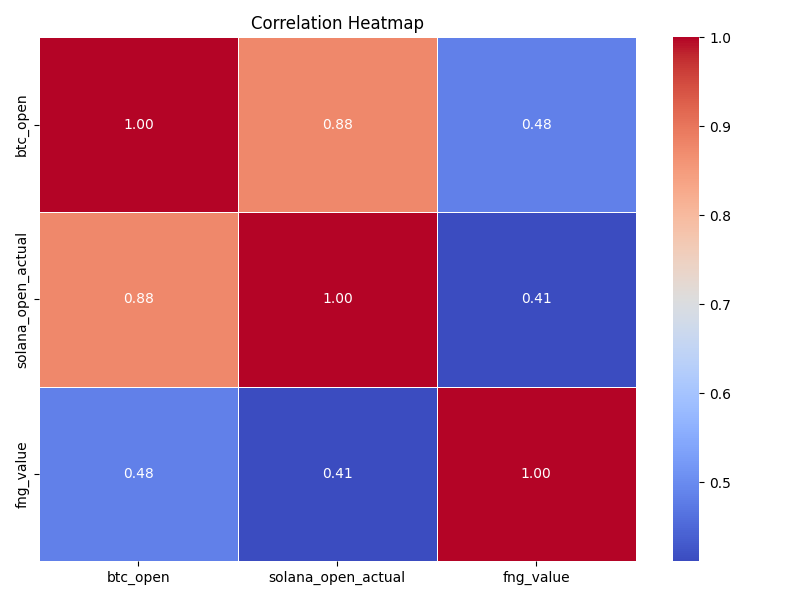 Correlation Heatmap
btc_open
1.00
0.88
0.48
solana_open_actual
0.88
1.00
0.41
fng_value
0.48
0.41
1.00
btc_open
solana_open_actual
fng_value
1.0
0.9
0.8
0.7
0.6
0.5